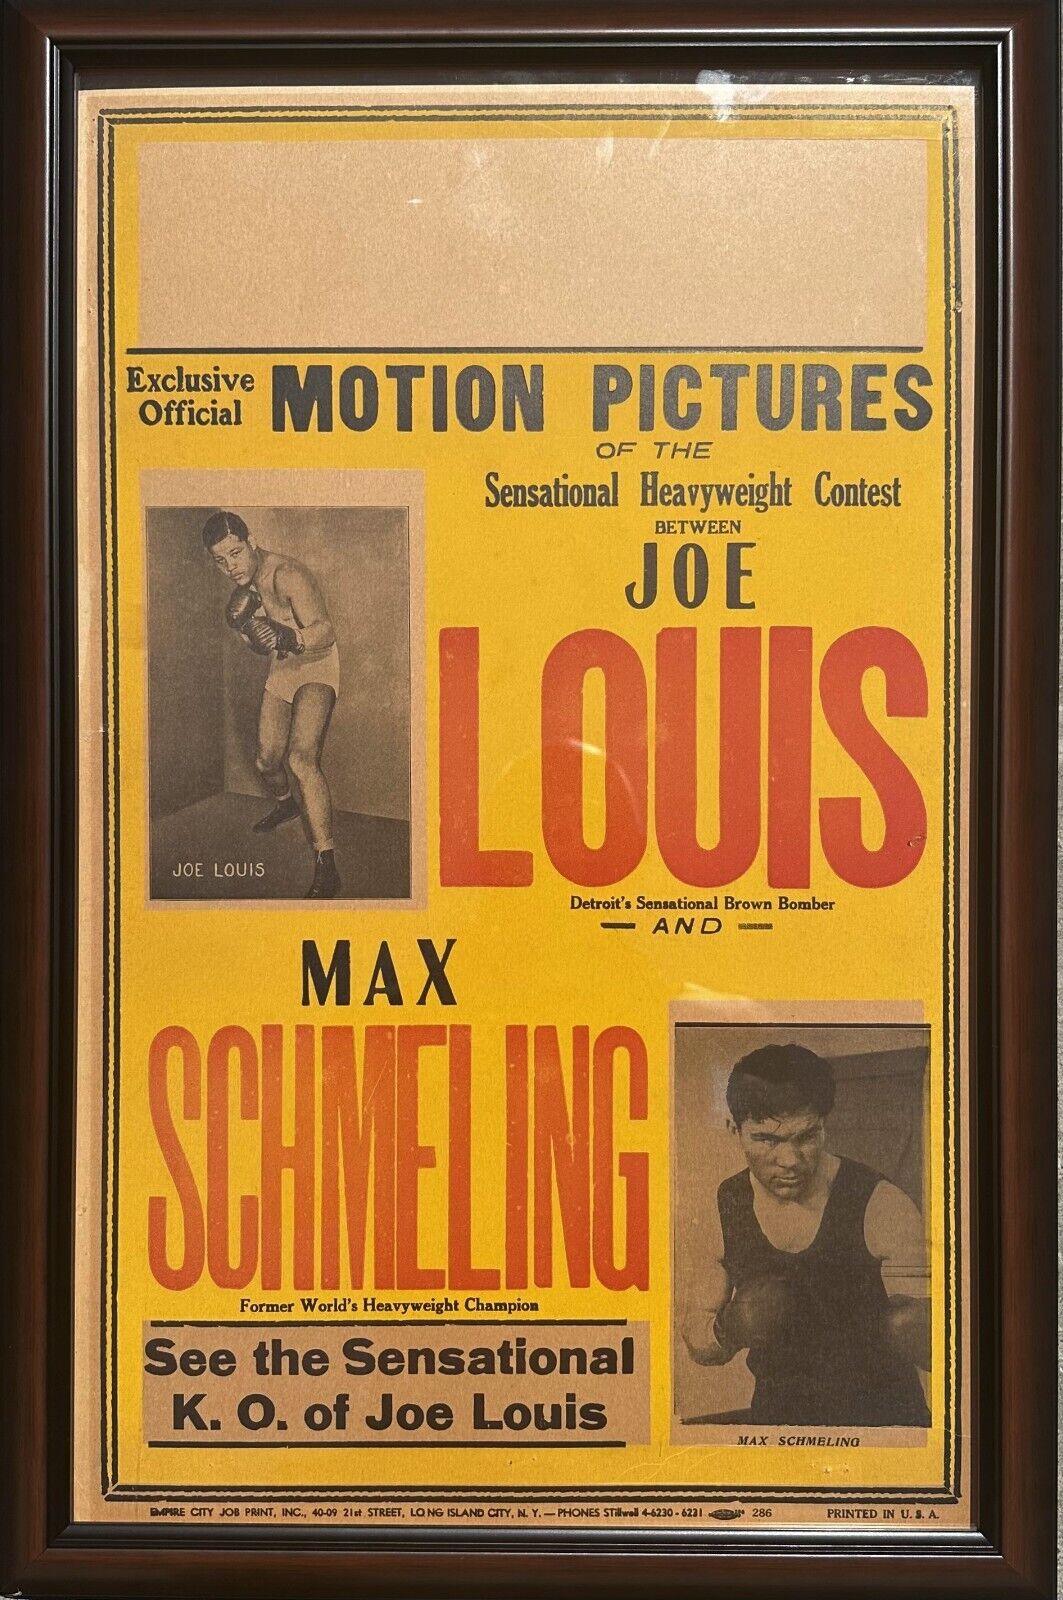 Exclusive
Official
MOTION PICTURES
OF THE
Sensational Heavyweight Contest
BETWEEN
JOE
LOUIS
JOE LOUIS
Detroit's Sensational Brown Bomber
— AND —
MAX
SCHMELING
Former World's Heavyweight Champion
See the Sensational
K. O. of Joe Louis
MAX SCHMELING
EMPIRE CITY JOB PRINT, INC., 40-09 21st STREET, LONG ISLAND CITY, N. Y.—PHONES STillwell 4-6230-6231 286 PRINTED IN U. S. A.